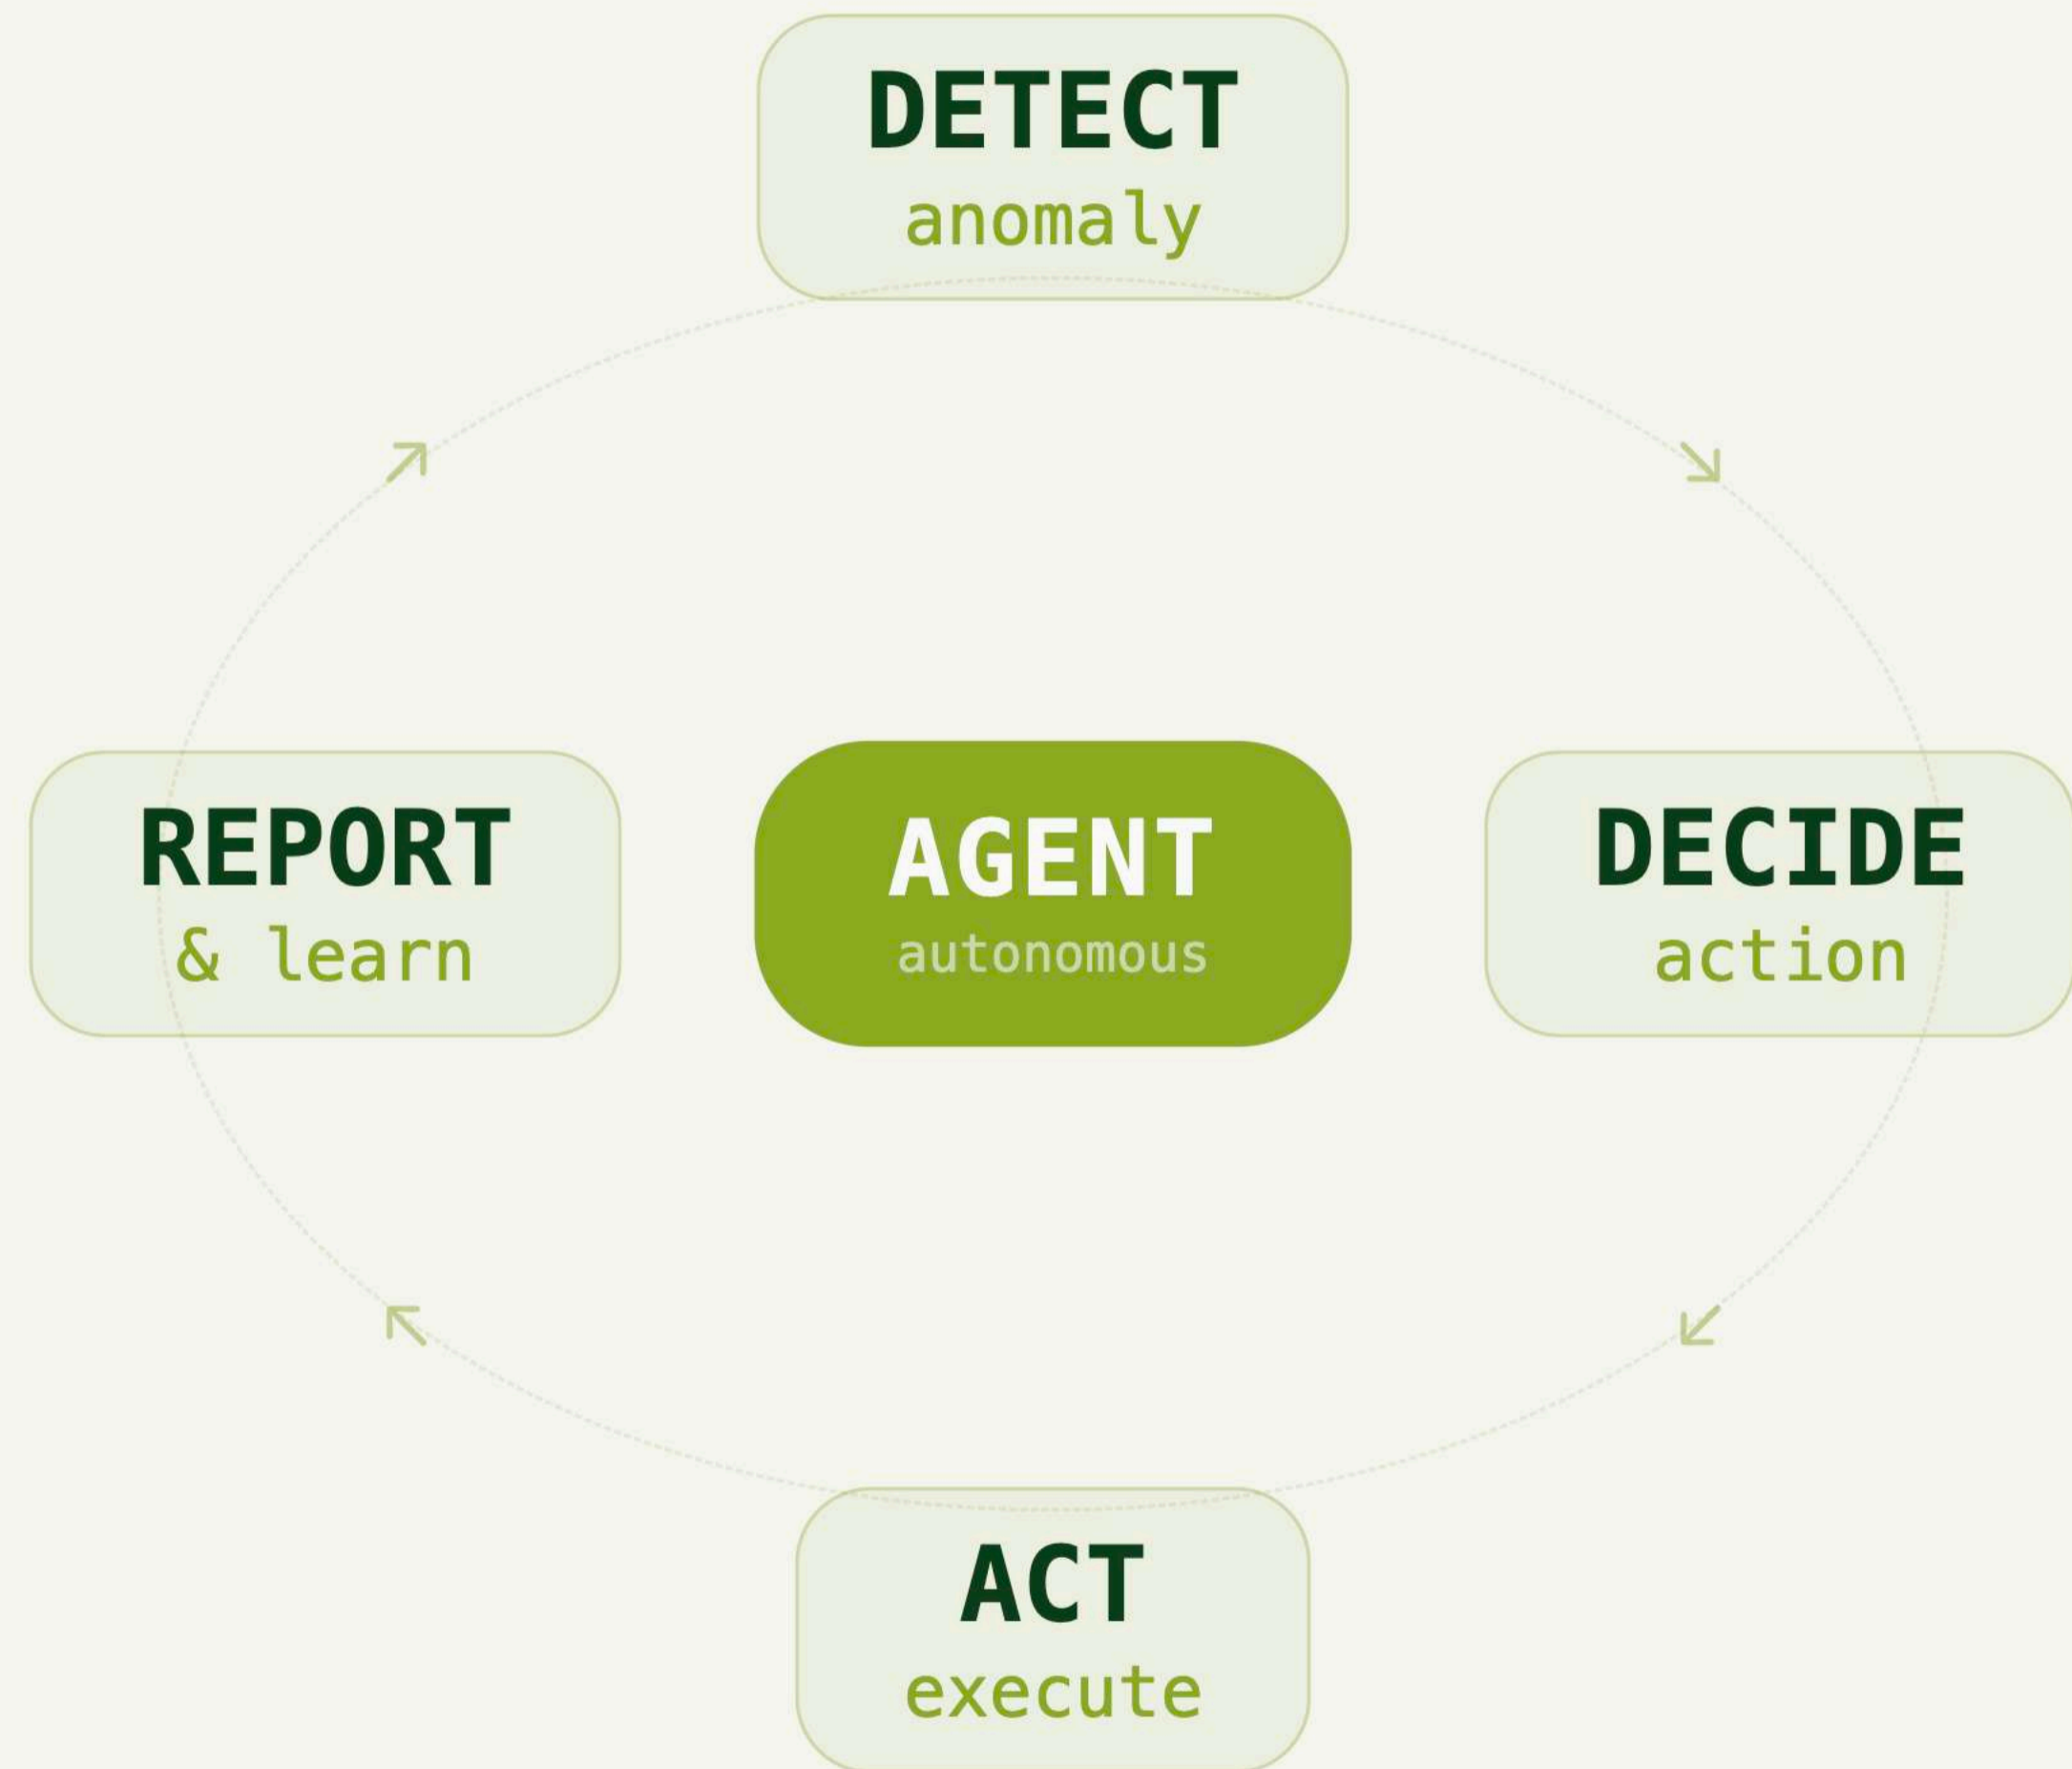 DETECT
anomaly
REPORT
& learn
AGENT
autonomous
DECIDE
action
ACT
execute